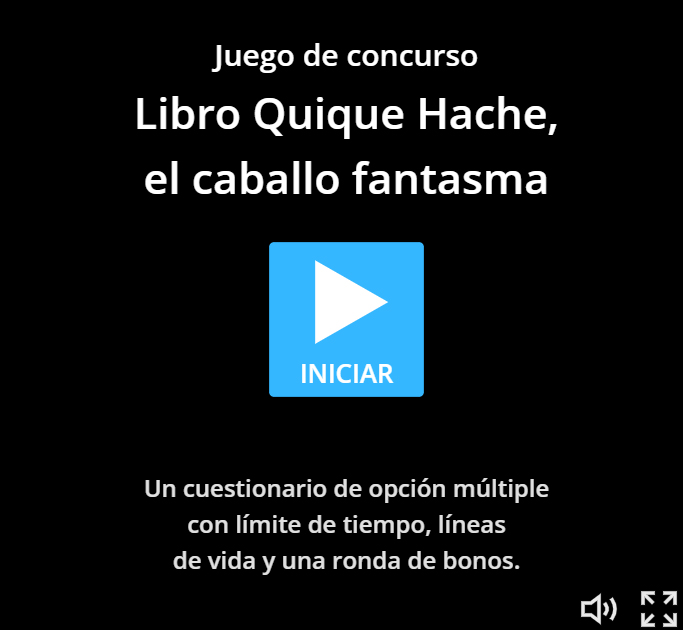 Juego de concurso
Libro Quique Hache,
el caballo fantasma
INICIAR
Un cuestionario de opción múltiple
con límite de tiempo, líneas
de vida y una ronda de bonos.